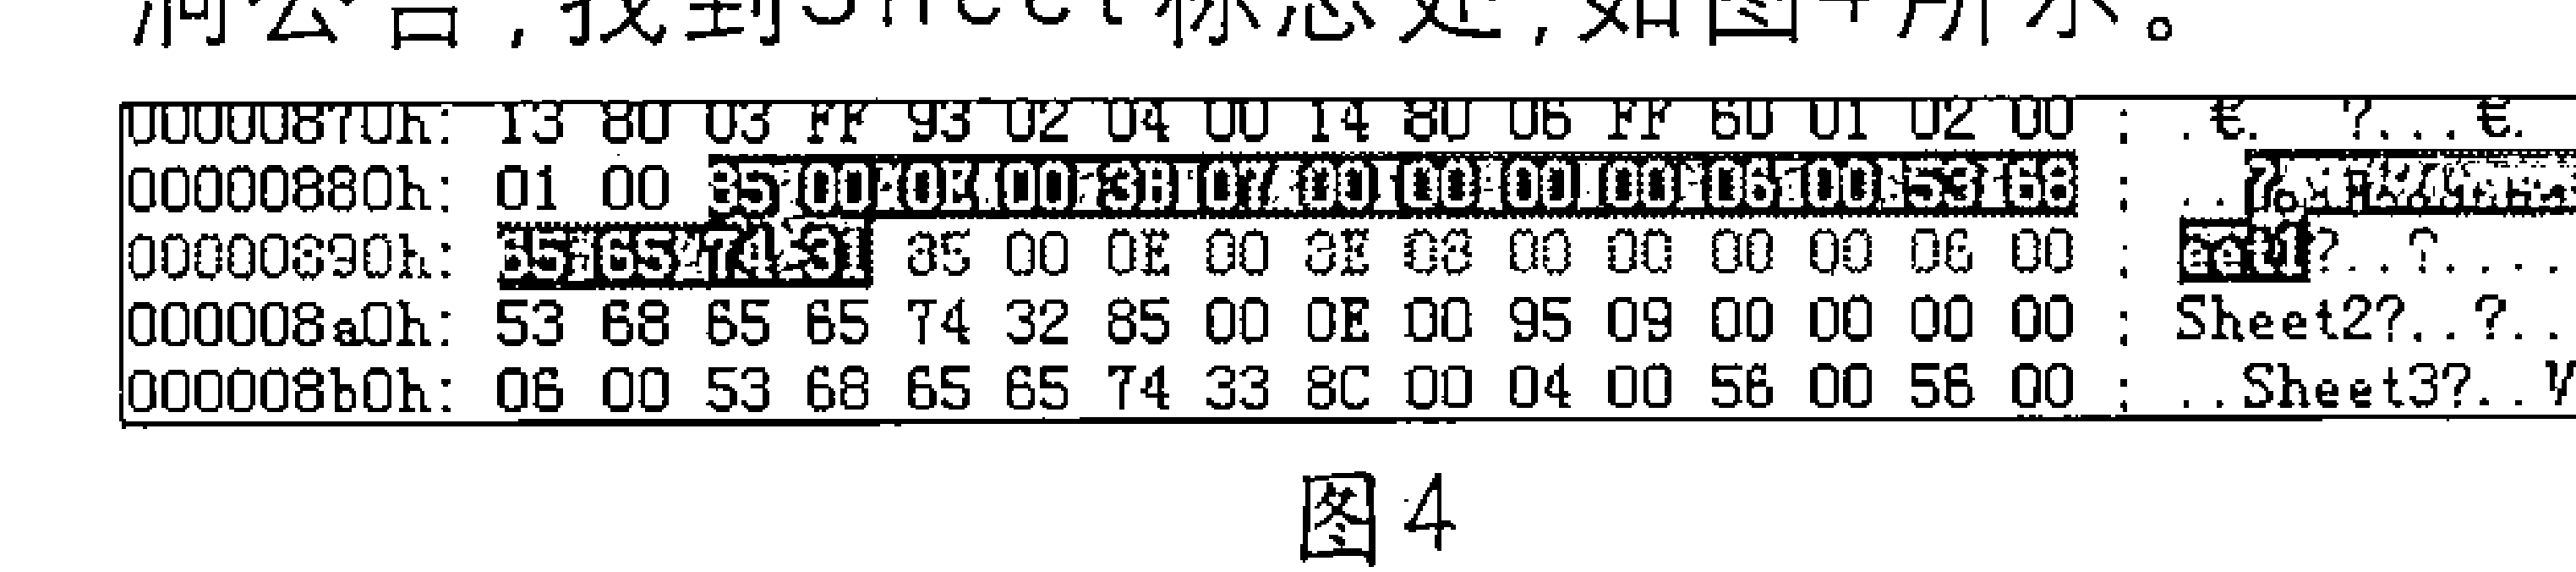 洞公告,找到Sheet标志处,如图4所示。
00000870h: 13 80 03 FF 93 02 04 00 14 80 06 FF 60 01 02 00 ; .€. ?...€.
00000880h: 01 00 85 00 0E 00 3B 07 00 00 00 00 06 00 53 68 ; ..?
00000890h: 65 65 74 31 85 00 0E 00 00 00 00 00 06 00 ; eet1?..?....
000008a0h: 53 68 65 65 74 32 85 00 0E 00 95 09 00 00 00 00 ; Sheet2?..?..
000008b0h: 06 00 53 68 65 65 74 33 8C 00 04 00 56 00 56 00 ; ..Sheet3?..V
图4